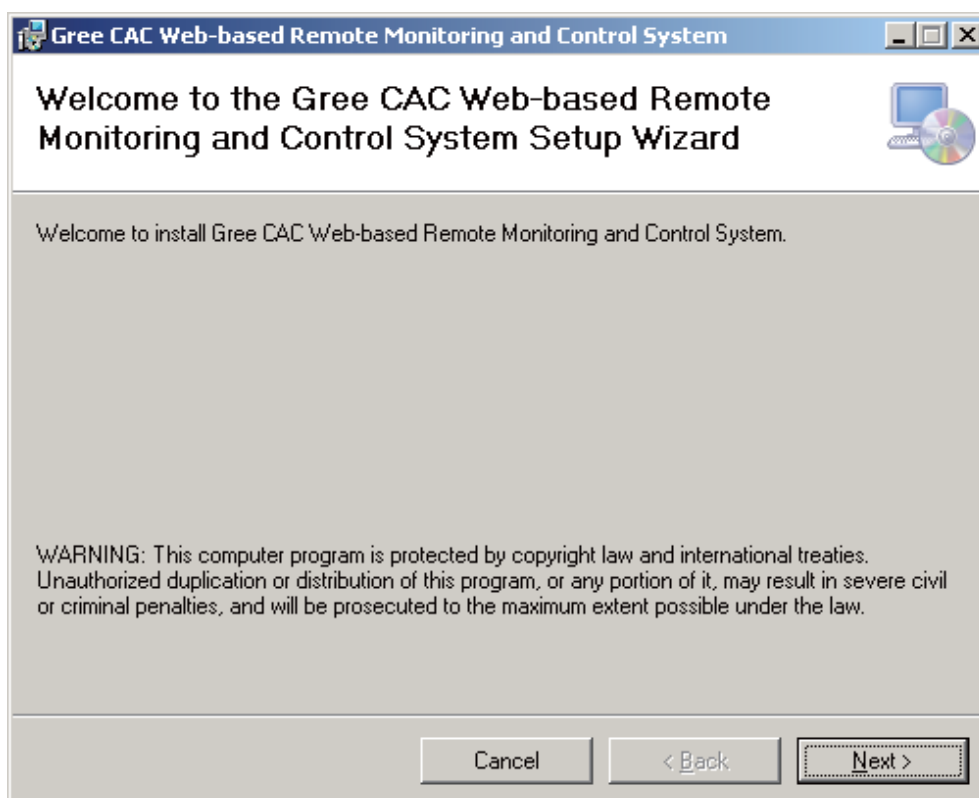 Gree CAC Web-based Remote Monitoring and Control System
Welcome to the Gree CAC Web-based Remote
Monitoring and Control System Setup Wizard
Welcome to install Gree CAC Web-based Remote Monitoring and Control System.
WARNING: This computer program is protected by copyright law and international treaties.
Unauthorized duplication or distribution of this program, or any portion of it, may result in severe civil
or criminal penalties, and will be prosecuted to the maximum extent possible under the law.
Cancel < Back Next >